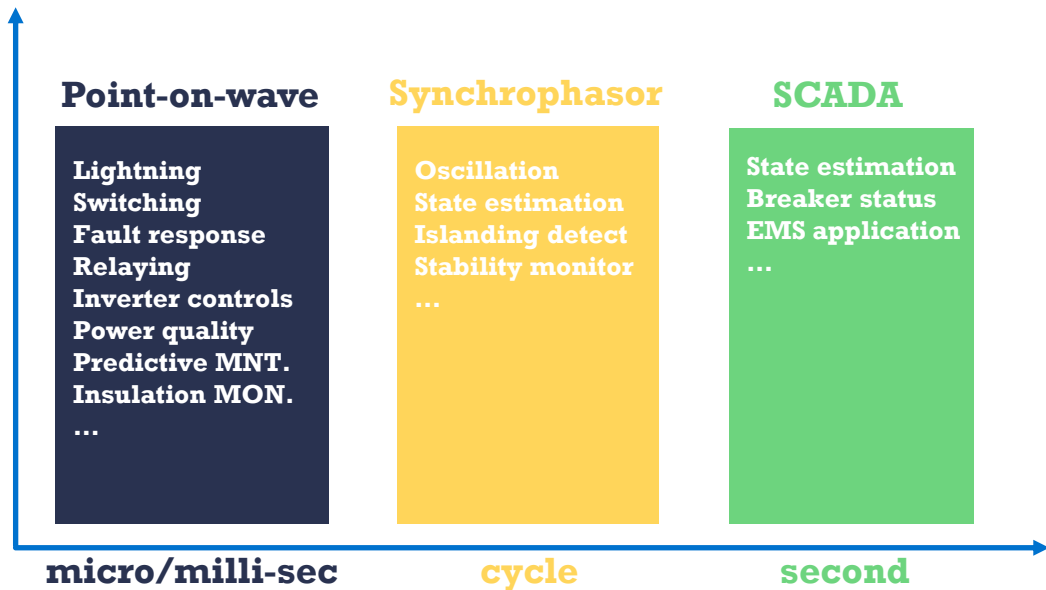 Point-on-wave
Lightning
Switching
Fault response
Relaying
Inverter controls
Power quality
Predictive MNT.
Insulation MON.
...
micro/milli-sec
Synchrophasor
Oscillation
State estimation
Islanding detect
Stability monitor
...
cycle
SCADA
State estimation
Breaker status
EMS application
...
second